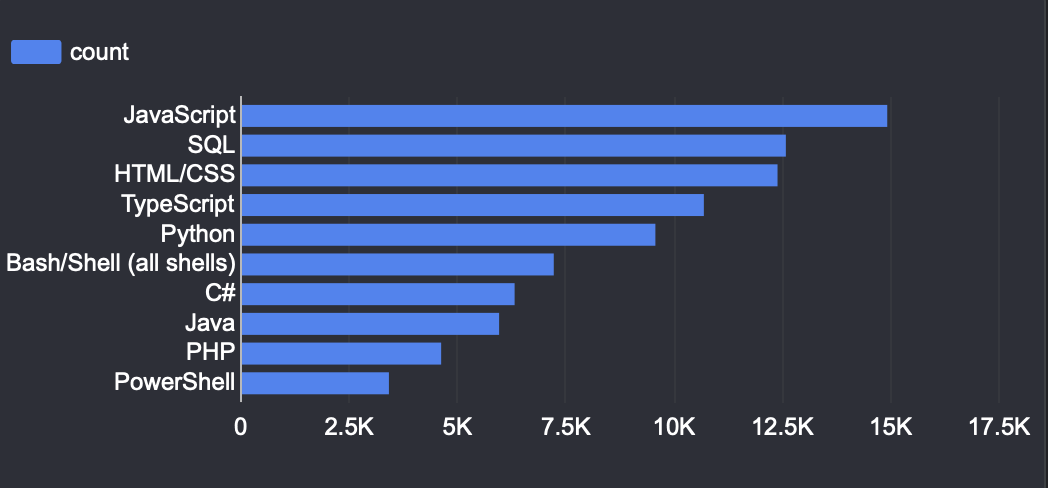 count
JavaScript
SQL
HTML/CSS
TypeScript
Python
Bash/Shell (all shells)
C#
Java
PHP
PowerShell
0 2.5K 5K 7.5K 10K 12.5K 15K 17.5K